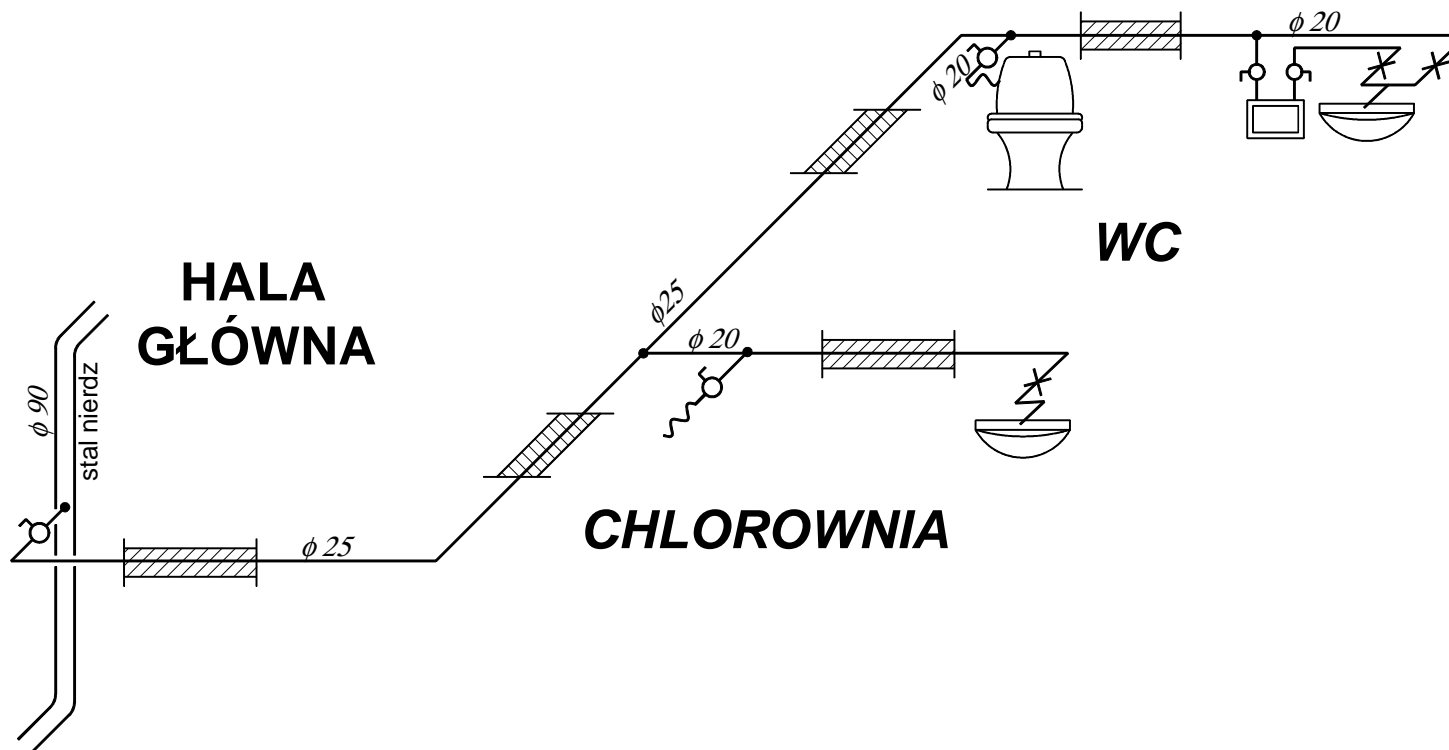 ϕ 20
ϕ 20
WC
HALA
GŁÓWNA
ϕ25
ϕ 20
ϕ 90
stal nierdz
CHLOROWNIA
ϕ 25